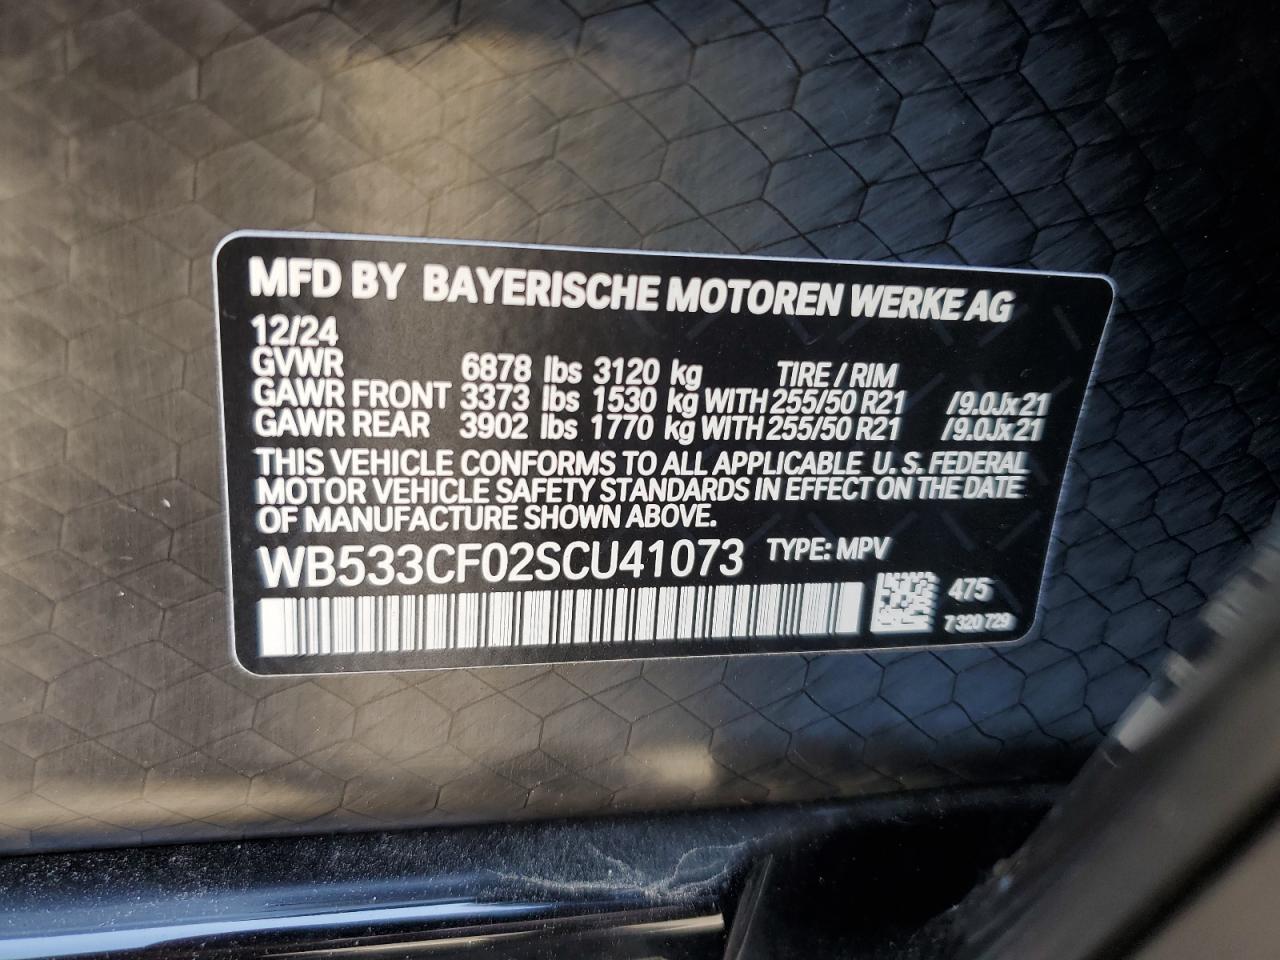 MFD BY BAYERISCHE MOTOREN WERKE AG
12/24
GVWR 6878 lbs 3120 kg TIRE / RIM
GAWR FRONT 3373 lbs 1530 kg WITH 255/50 R21 /9.0Jx21
GAWR REAR 3902 lbs 1770 kg WITH 255/50 R21 /9.0Jx21
THIS VEHICLE CONFORMS TO ALL APPLICABLE U.S. FEDERAL
MOTOR VEHICLE SAFETY STANDARDS IN EFFECT ON THE DATE
OF MANUFACTURE SHOWN ABOVE.
WB533CF02SCU41073 TYPE: MPV
475
7 320 729